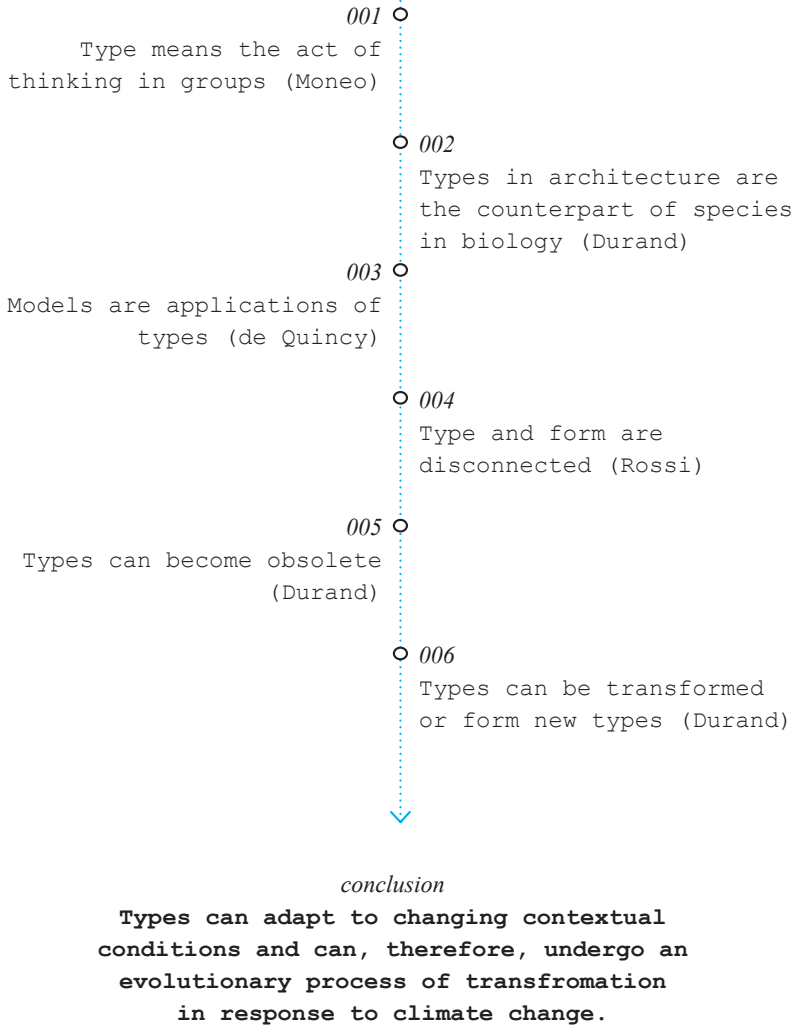 001
Type means the act of
thinking in groups (Moneo)
002
Types in architecture are
the counterpart of species
in biology (Durand)
003
Models are applications of
types (de Quincy)
004
Type and form are
disconnected (Rossi)
005
Types can become obsolete
(Durand)
006
Types can be transformed
or form new types (Durand)
conclusion
Types can adapt to changing contextual
conditions and can, therefore, undergo an
evolutionary process of transfromation
in response to climate change.